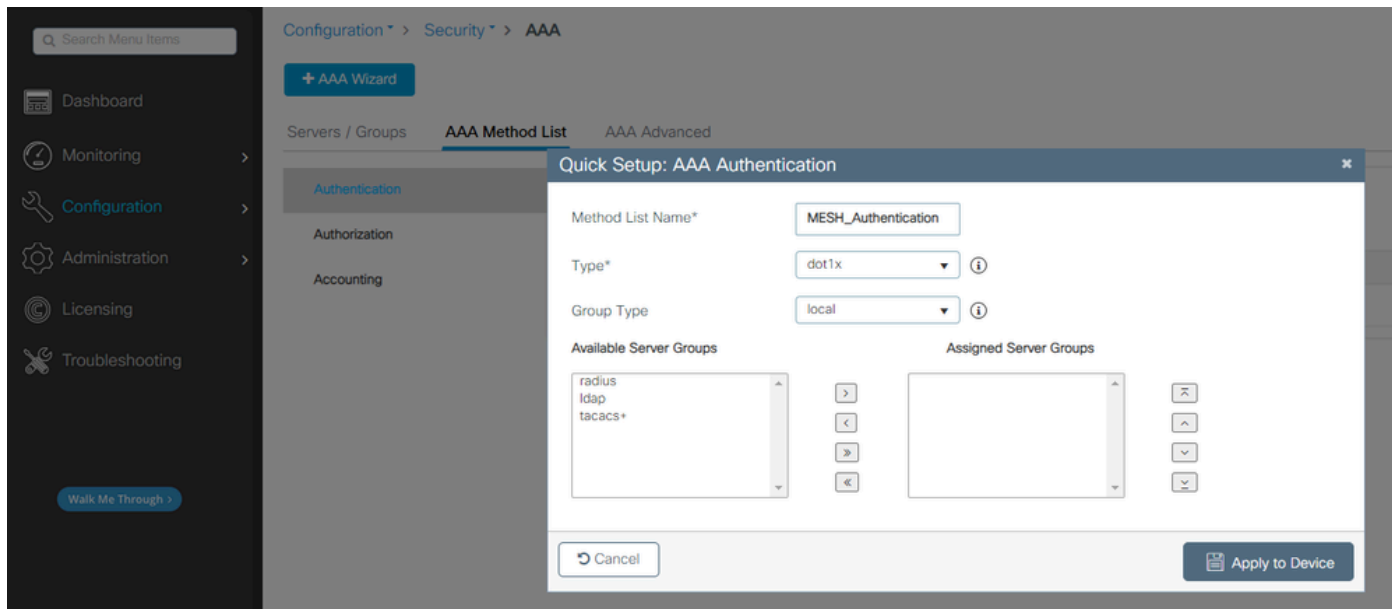 Search Menu Items
Dashboard
Monitoring
Configuration
Administration
Licensing
Troubleshooting
Walk Me Through >
Configuration > Security > AAA
+ AAA Wizard
Servers / Groups AAA Method List AAA Advanced
Authentication
Authorization
Accounting
Quick Setup: AAA Authentication
Method List Name* MESH_Authentication
Type* dot1x
Group Type local
Available Server Groups Assigned Server Groups
radius
ldap
tacacs+
Cancel
Apply to Device